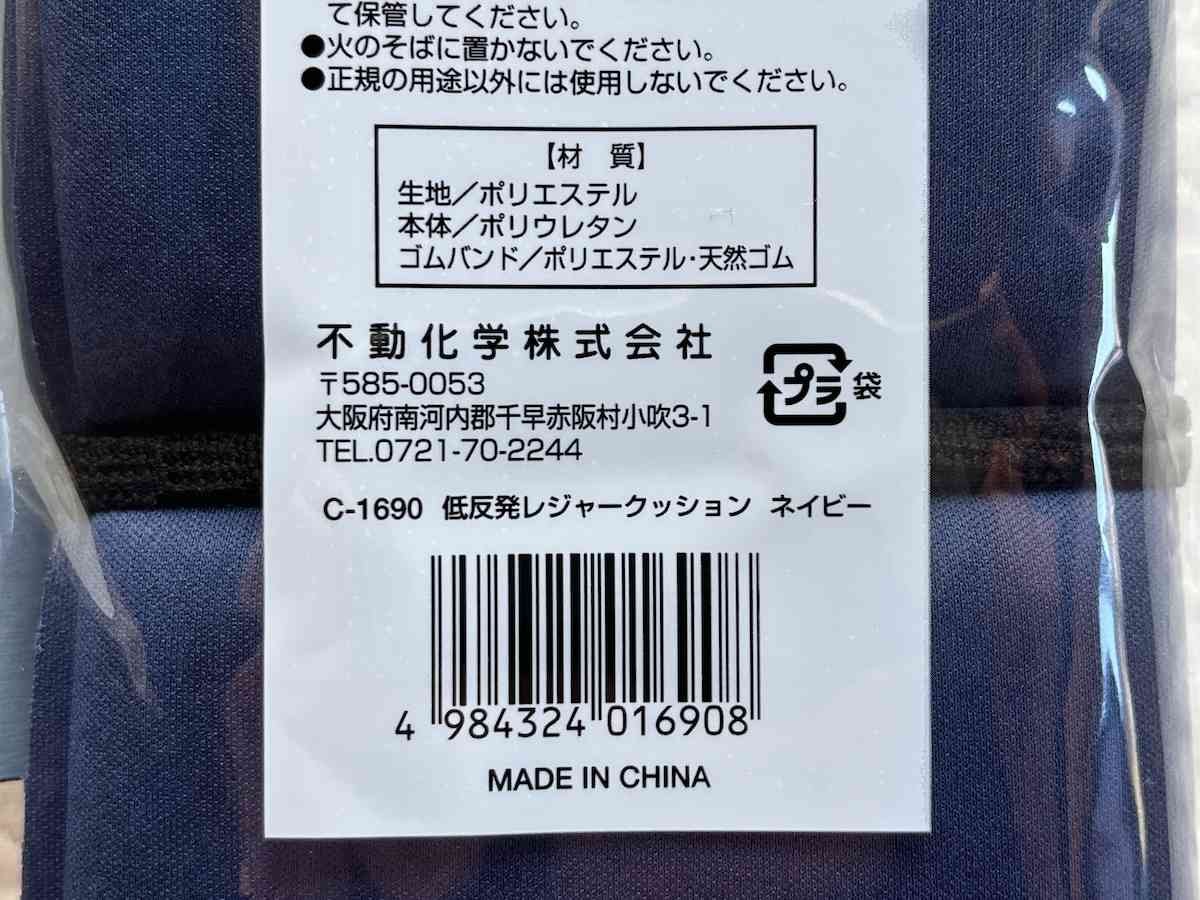 て保管してください。
●火のそばに置かないでください。
●正規の用途以外には使用しないでください。
【材　質】
生地／ポリエステル
本体／ポリウレタン
ゴムバンド／ポリエステル・天然ゴム
不動化学株式会社
〒585-0053
大阪府南河内郡千早赤阪村小吹3-1
TEL.0721-70-2244
プラ 袋
C-1690 低反発レジャークッション ネイビー
4 984324 016908
MADE IN CHINA